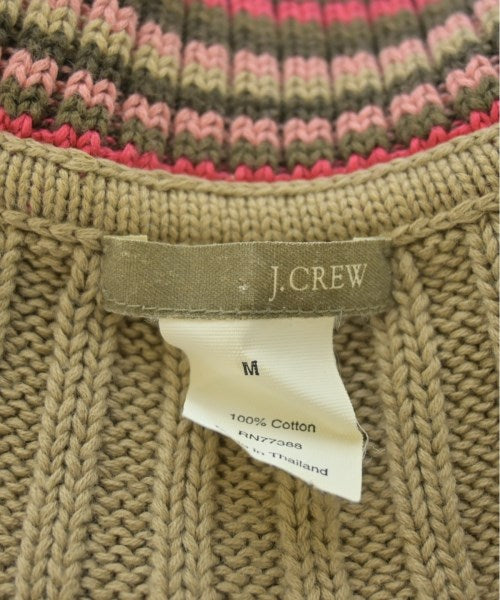 J.CREW
M
100% Cotton
RN77388
in Thailand